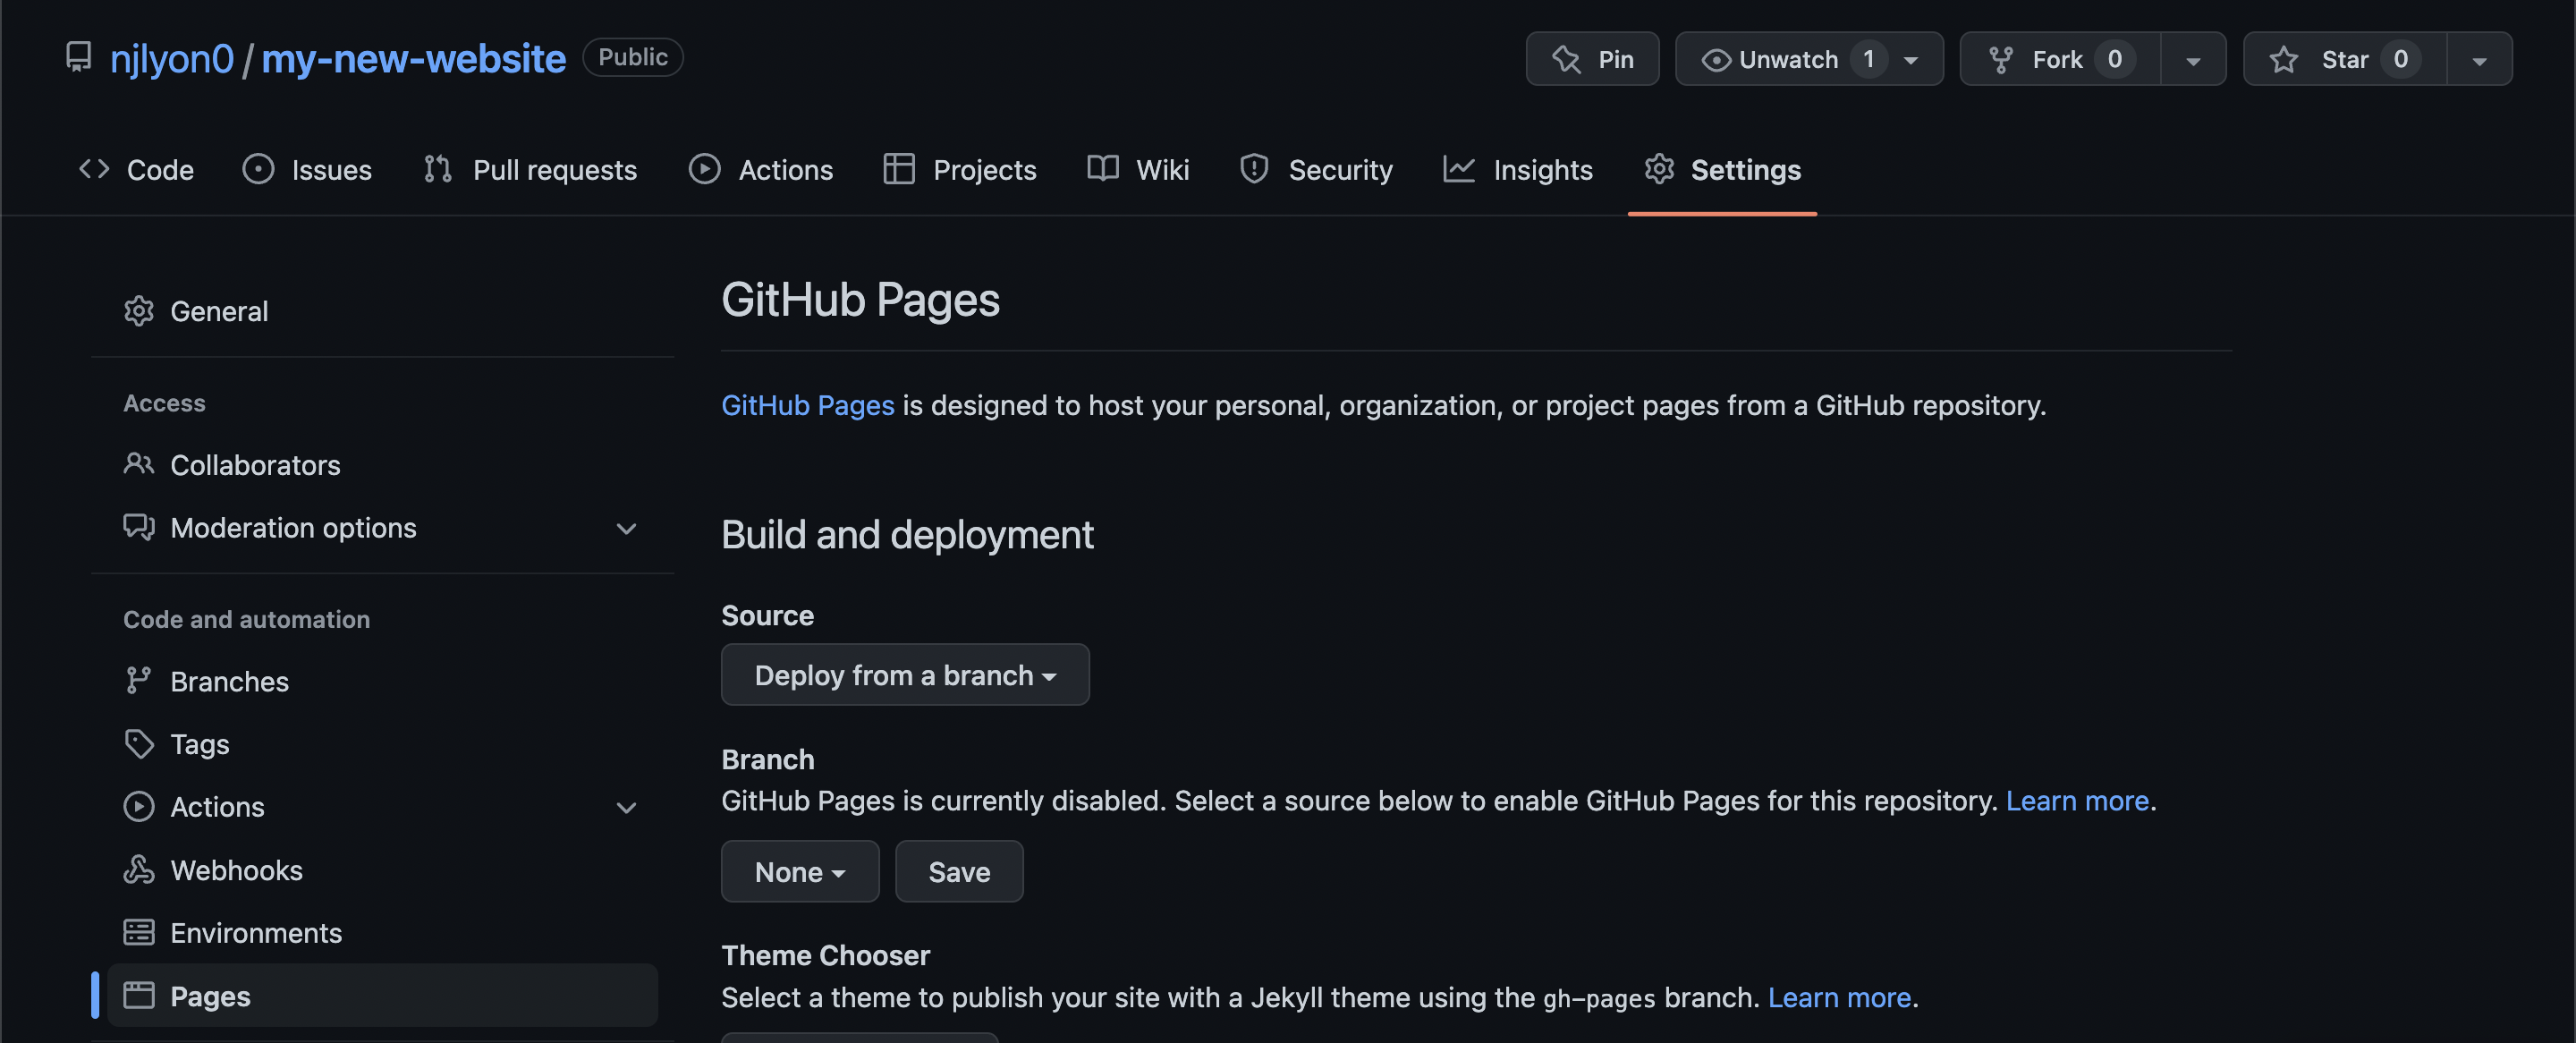 njlyon0 / my-new-website Public
Pin Unwatch 1 Fork 0 Star 0
Code Issues Pull requests Actions Projects Wiki Security Insights Settings
General
Access
Collaborators
Moderation options
Code and automation
Branches
Tags
Actions
Webhooks
Environments
Pages
GitHub Pages
GitHub Pages is designed to host your personal, organization, or project pages from a GitHub repository.
Build and deployment
Source
Deploy from a branch
Branch
GitHub Pages is currently disabled. Select a source below to enable GitHub Pages for this repository. Learn more.
None Save
Theme Chooser
Select a theme to publish your site with a Jekyll theme using the gh-pages branch. Learn more.